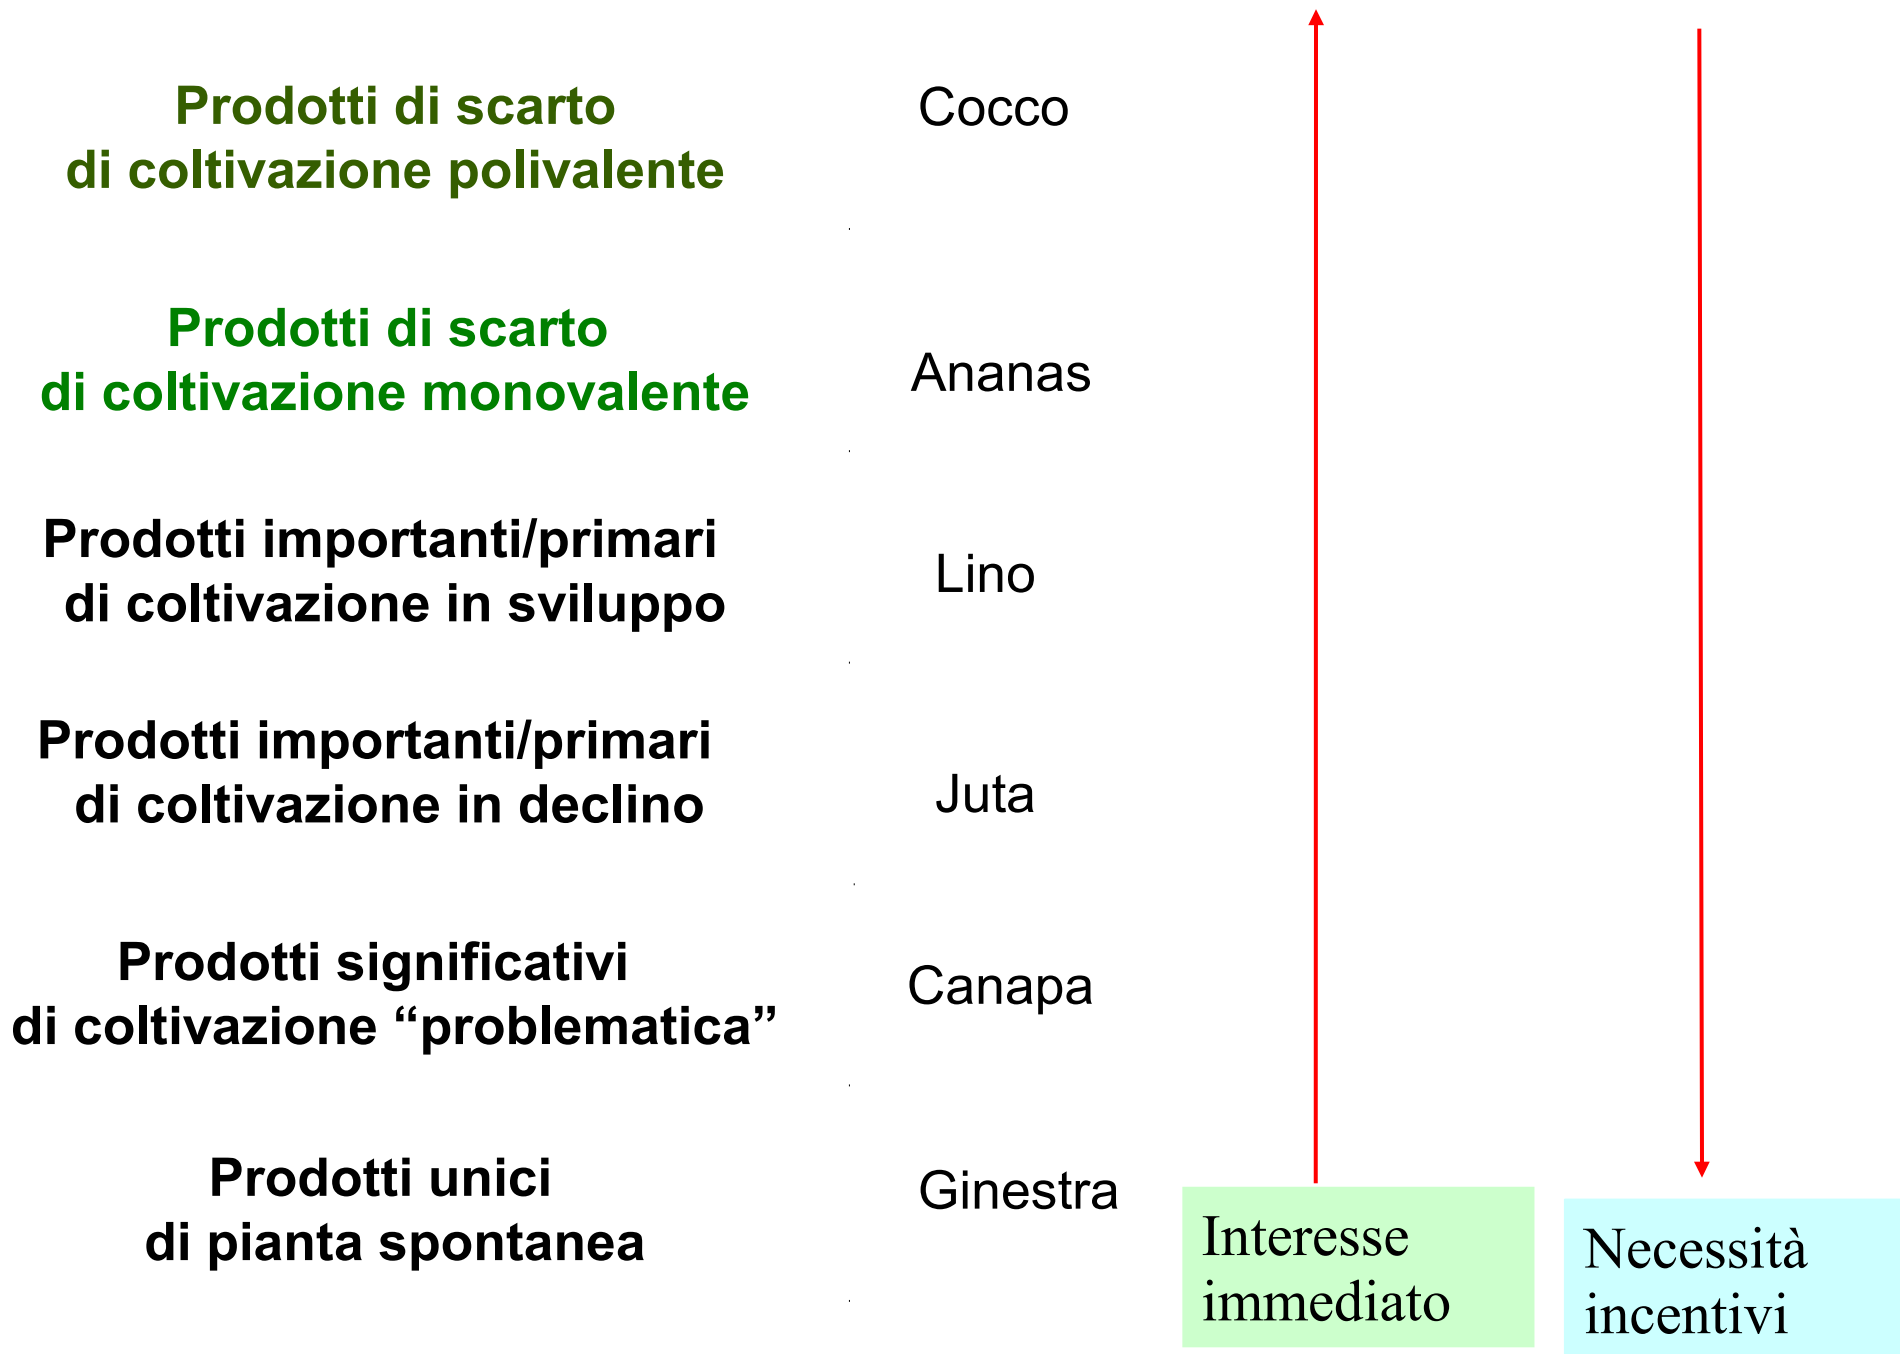 Prodotti di scarto
di coltivazione polivalente
Cocco
Prodotti di scarto
di coltivazione monovalente
Ananas
Prodotti importanti/primari
di coltivazione in sviluppo
Lino
Prodotti importanti/primari
di coltivazione in declino
Juta
Prodotti significativi
di coltivazione “problematica”
Canapa
Prodotti unici
di pianta spontanea
Ginestra
Interesse
immediato
Necessità
incentivi